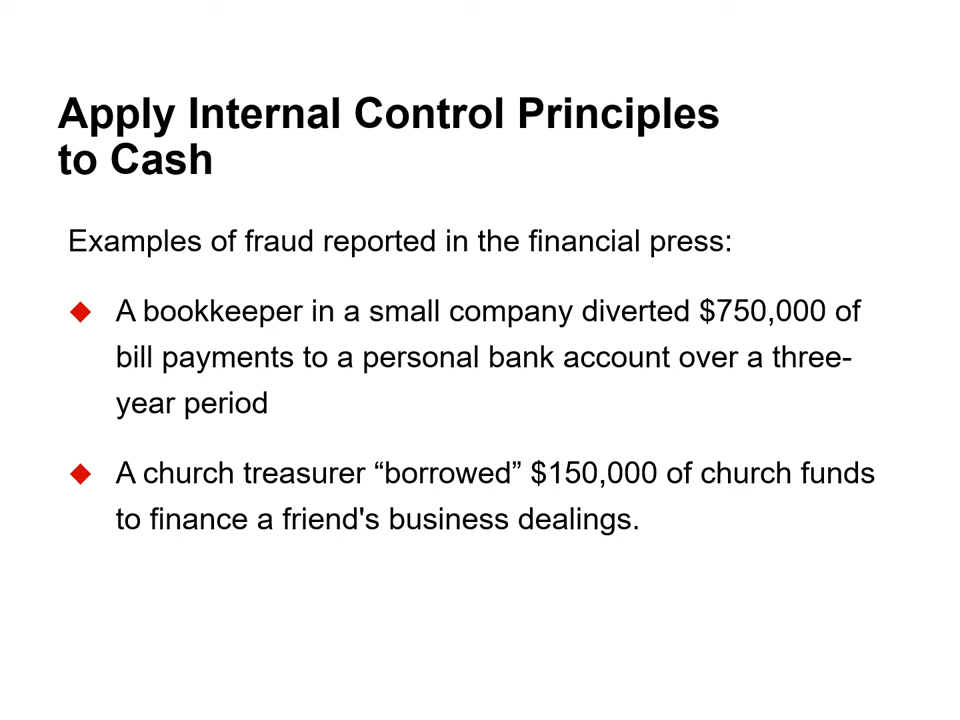 Apply Internal Control Principles
to Cash
Examples of fraud reported in the financial press:
A bookkeeper in a small company diverted $750,000 of
bill payments to a personal bank account over a three-
year period
A church treasurer “borrowed” $150,000 of church funds
to finance a friend's business dealings.